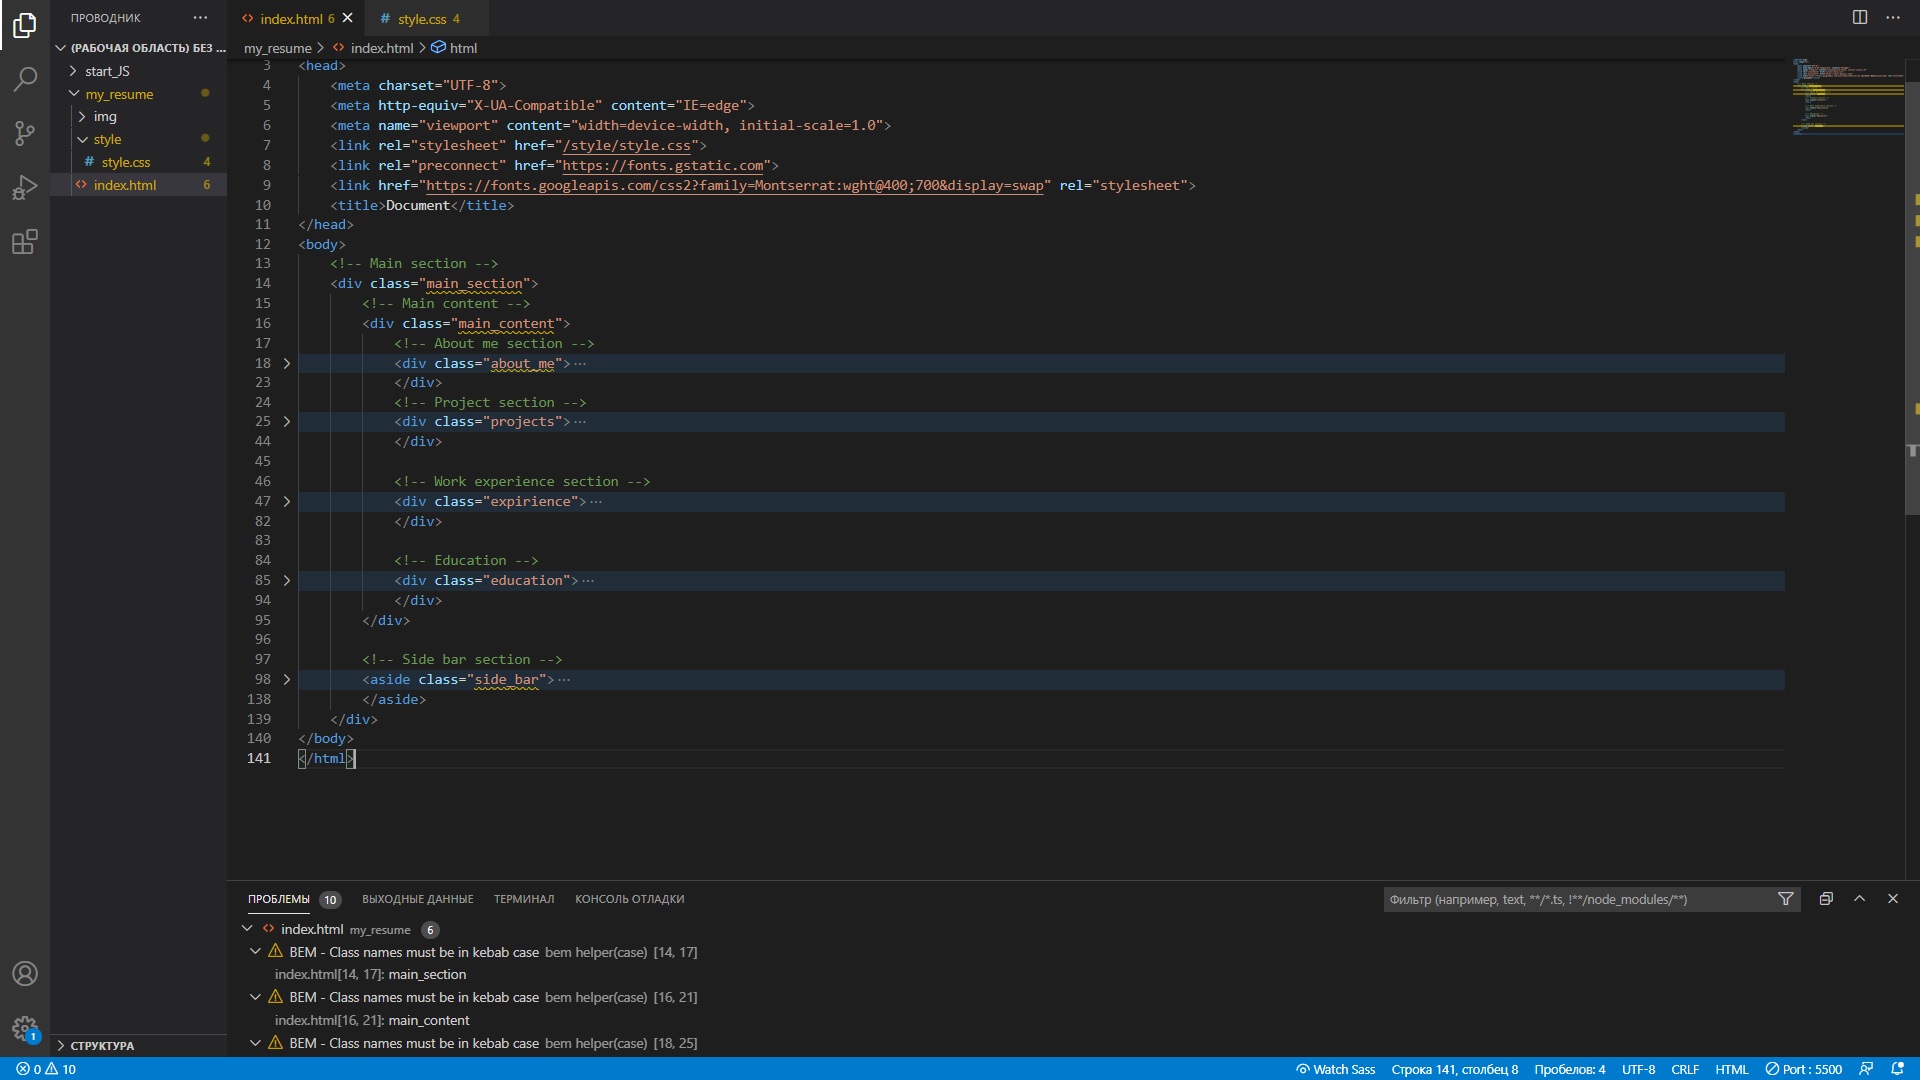 ПРОВОДНИК
index.html 6
# style.css 4
(РАБОЧАЯ ОБЛАСТЬ) БЕЗ ...
start_JS
my_resume
img
style
# style.css 4
index.html 6
СТРУКТУРА
my_resume > index.html > html
3 <head>
4 <meta charset="UTF-8">
5 <meta http-equiv="X-UA-Compatible" content="IE=edge">
6 <meta name="viewport" content="width=device-width, initial-scale=1.0">
7 <link rel="stylesheet" href="/style/style.css">
8 <link rel="preconnect" href="https://fonts.gstatic.com">
9 <link href="https://fonts.googleapis.com/css2?family=Montserrat:wght@400;700&display=swap" rel="stylesheet">
10 <title>Document</title>
11 </head>
12 <body>
13 <!-- Main section -->
14 <div class="main_section">
15 <!-- Main content -->
16 <div class="main_content">
17 <!-- About me section -->
18 <div class="about_me">···
23 </div>
24 <!-- Project section -->
25 <div class="projects">···
44 </div>
45
46 <!-- Work experience section -->
47 <div class="expirience">···
82 </div>
83
84 <!-- Education -->
85 <div class="education">···
94 </div>
95 </div>
96
97 <!-- Side bar section -->
98 <aside class="side_bar">···
138 </aside>
139 </div>
140 </body>
141 </html>
ПРОБЛЕМЫ 10 ВЫХОДНЫЕ ДАННЫЕ ТЕРМИНАЛ КОНСОЛЬ ОТЛАДКИ
Фильтр (например, text, **/*.ts, !**/node_modules/**)
index.html my_resume 6
BEM - Class names must be in kebab case bem helper(case) [14, 17]
index.html[14, 17]: main_section
BEM - Class names must be in kebab case bem helper(case) [16, 21]
index.html[16, 21]: main_content
BEM - Class names must be in kebab case bem helper(case) [18, 25]
1
0 10
Watch Sass Строка 141, столбец 8 Пробелов: 4 UTF-8 CRLF HTML Port : 5500